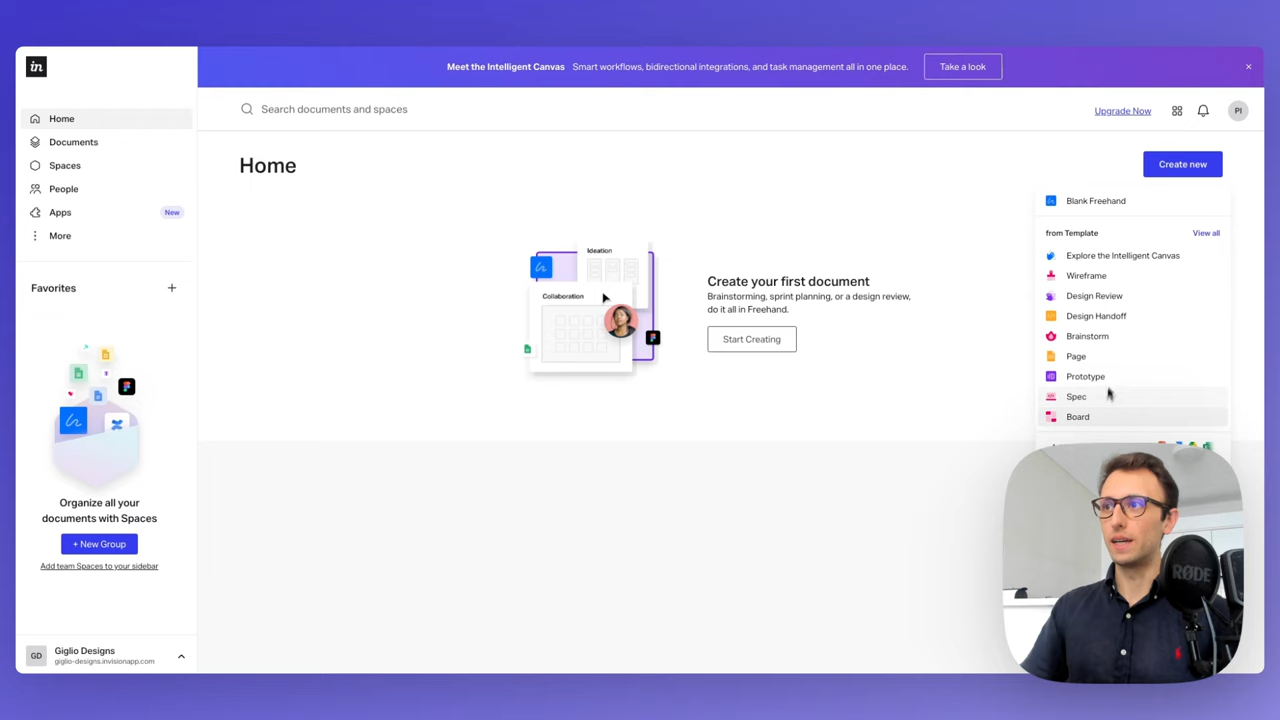 in
Meet the Intelligent Canvas Smart workflows, bidirectional integrations, and task management all in one place.
Take a look
×
Search documents and spaces
Upgrade Now
PI
Home
Documents
Spaces
People
Apps
New
More
Favorites
+
Organize all your
documents with Spaces
+ New Group
Add team Spaces to your sidebar
GD
Giglio Designs
giglio-designs.invisionapp.com
Home
Create new
Ideation
Collaboration
Create your first document
Brainstorming, sprint planning, or a design review,
do it all in Freehand.
Start Creating
Blank Freehand
from Template
View all
Explore the Intelligent Canvas
Wireframe
Design Review
Design Handoff
Brainstorm
Page
Prototype
Spec
Board
RØDE